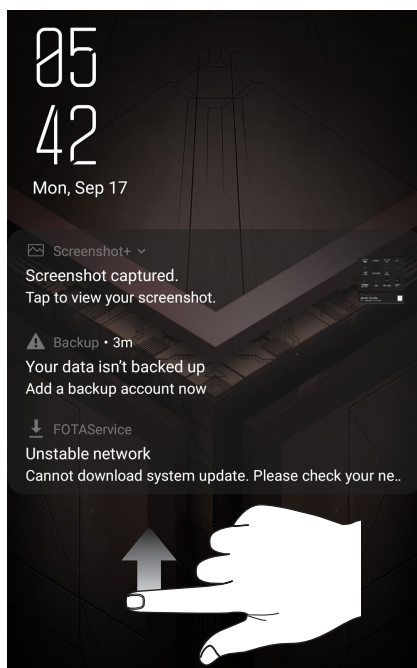 05
42
Mon, Sep 17
Screenshot+
Screenshot captured.
Tap to view your screenshot.
Backup • 3m
Your data isn't backed up
Add a backup account now
FOTAService
Unstable network
Cannot download system update. Please check your ne..